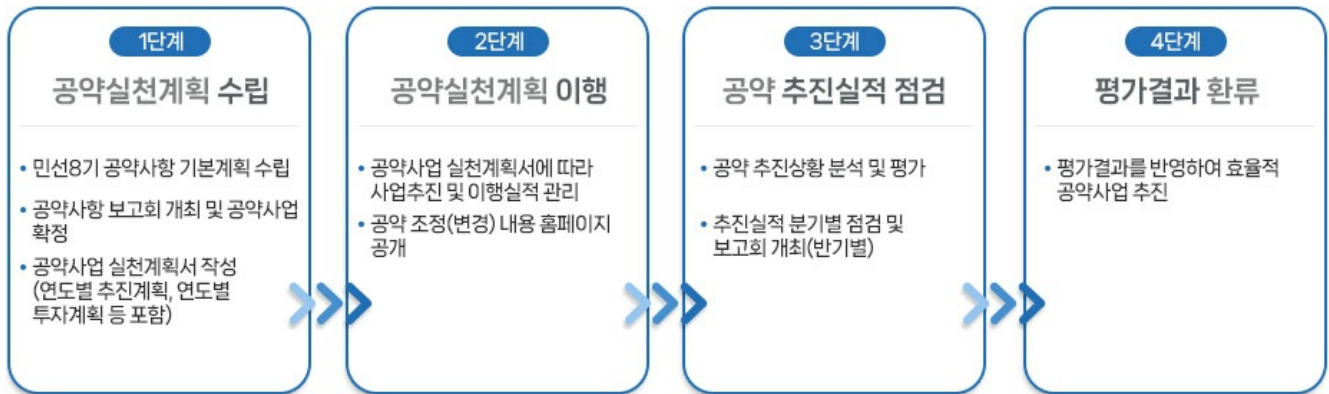 1단계
공약실천계획 수립
• 민선8기 공약사항 기본계획 수립
• 공약사항 보고회 개최 및 공약사업
확정
• 공약사업 실천계획서 작성
(연도별 추진계획, 연도별
투자계획 등 포함)
2단계
공약실천계획 이행
• 공약사업 실천계획서에 따라
사업추진 및 이행실적 관리
• 공약 조정(변경) 내용 홈페이지
공개
3단계
공약 추진실적 점검
• 공약 추진상황 분석 및 평가
• 추진실적 분기별 점검 및
보고회 개최(반기별)
4단계
평가결과 환류
• 평가결과를 반영하여 효율적
공약사업 추진